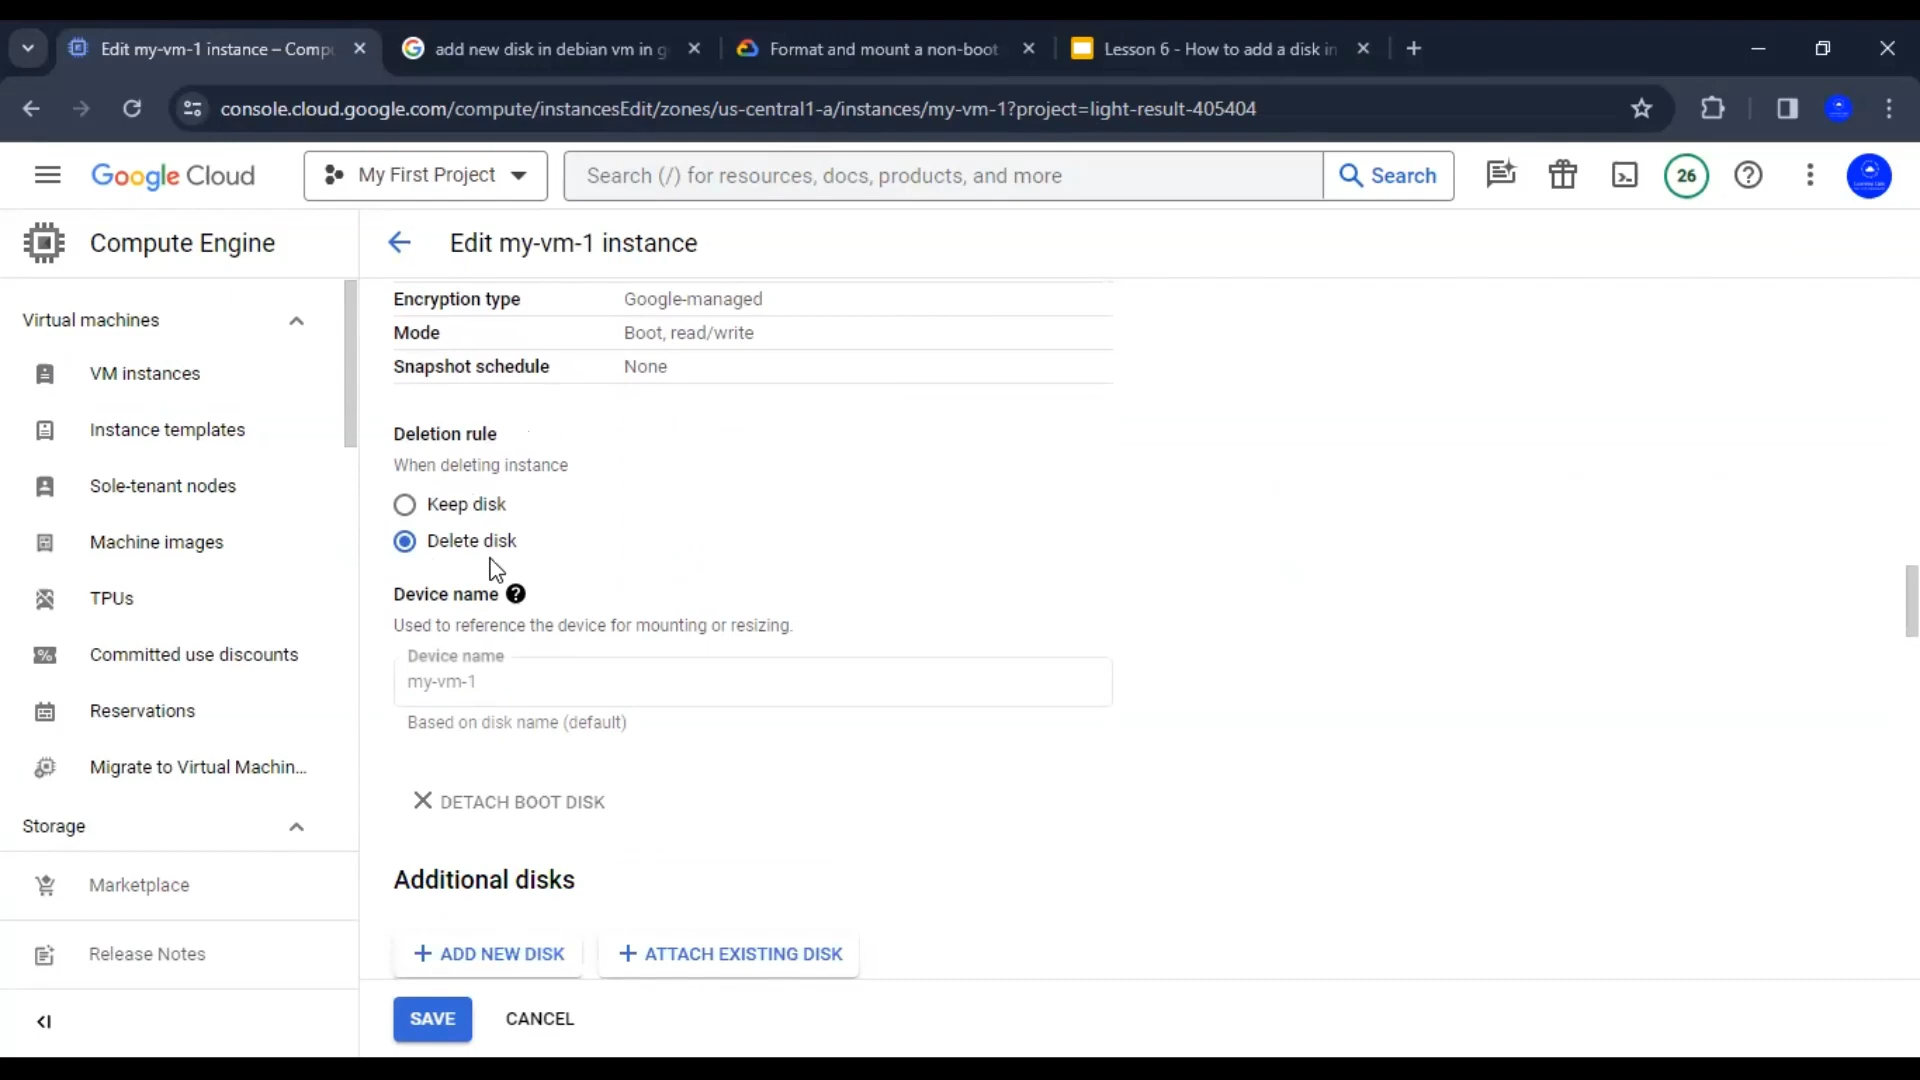 Edit my-vm-1 instance – Comp
add new disk in debian vm in g
Format and mount a non-boot
Lesson 6 - How to add a disk in
console.cloud.google.com/compute/instancesEdit/zones/us-central1-a/instances/my-vm-1?project=light-result-405404
Google Cloud
My First Project
Search (/) for resources, docs, products, and more
Search
26
Compute Engine
Edit my-vm-1 instance
Virtual machines
VM instances
Instance templates
Sole-tenant nodes
Machine images
TPUs
Committed use discounts
Reservations
Migrate to Virtual Machin...
Storage
Marketplace
Release Notes
Encryption type Google-managed
Mode Boot, read/write
Snapshot schedule None
Deletion rule
When deleting instance
Keep disk
Delete disk
Device name
Used to reference the device for mounting or resizing.
Device name
my-vm-1
Based on disk name (default)
DETACH BOOT DISK
Additional disks
ADD NEW DISK
ATTACH EXISTING DISK
SAVE
CANCEL